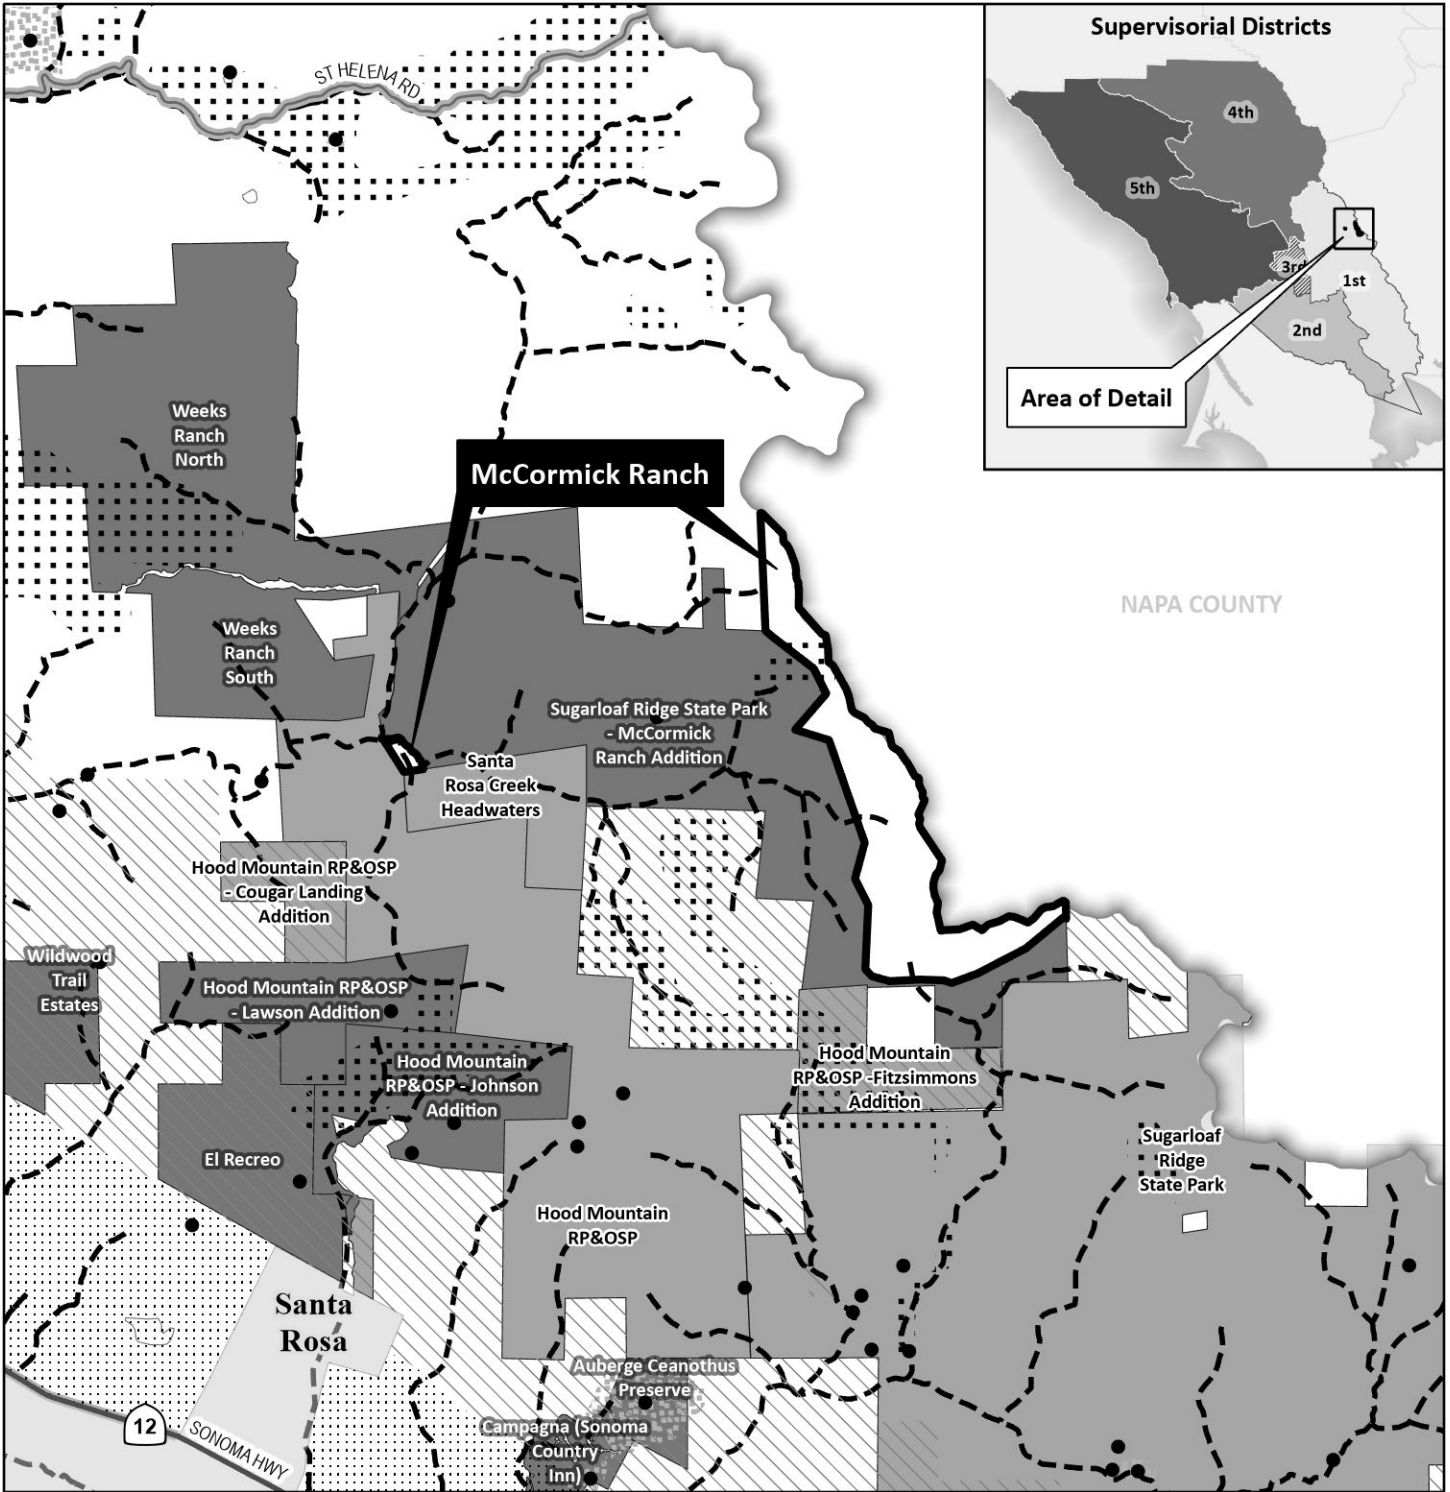 Supervisorial Districts
4th
5th
3rd
1st
2nd
Area of Detail
ST HELENA RD
Weeks
Ranch
North
McCormick Ranch
NAPA COUNTY
Weeks
Ranch
South
Sugarloaf Ridge State Park
- McCormick
Ranch Addition
Santa
Rosa Creek
Headwaters
Hood Mountain RP&OSP
- Cougar Landing
Addition
Wildwood
Trail
Estates
Hood Mountain RP&OSP
- Lawson Addition
Hood Mountain
RP&OSP - Johnson
Addition
Hood Mountain
RP&OSP -Fitzsimmons
Addition
El Recreo
Sugarloaf
Ridge
State Park
Hood Mountain
RP&OSP
Santa
Rosa
Auberge Ceanothus
Preserve
Campagna (Sonoma
Country
Inn)
12
SONOMA HWY